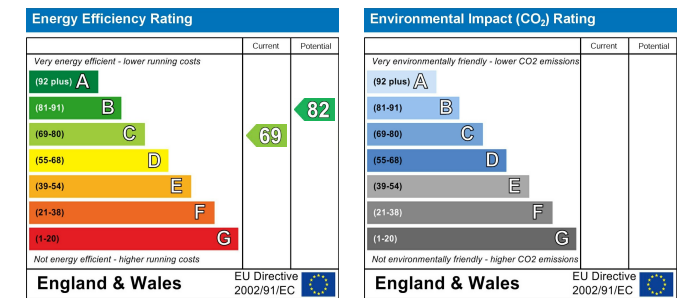 Energy Efficiency Rating
Current Potential
Very energy efficient - lower running costs
(92 plus) A
(81-91) B
82
(69-80) C
69
(55-68) D
(39-54) E
(21-38) F
(1-20) G
Not energy efficient - higher running costs
England & Wales
EU Directive
2002/91/EC
Environmental Impact (CO₂) Rating
Current Potential
Very environmentally friendly - lower CO2 emissions
(92 plus) A
(81-91) B
(69-80) C
(55-68) D
(39-54) E
(21-38) F
(1-20) G
Not environmentally friendly - higher CO2 emissions
England & Wales
EU Directive
2002/91/EC